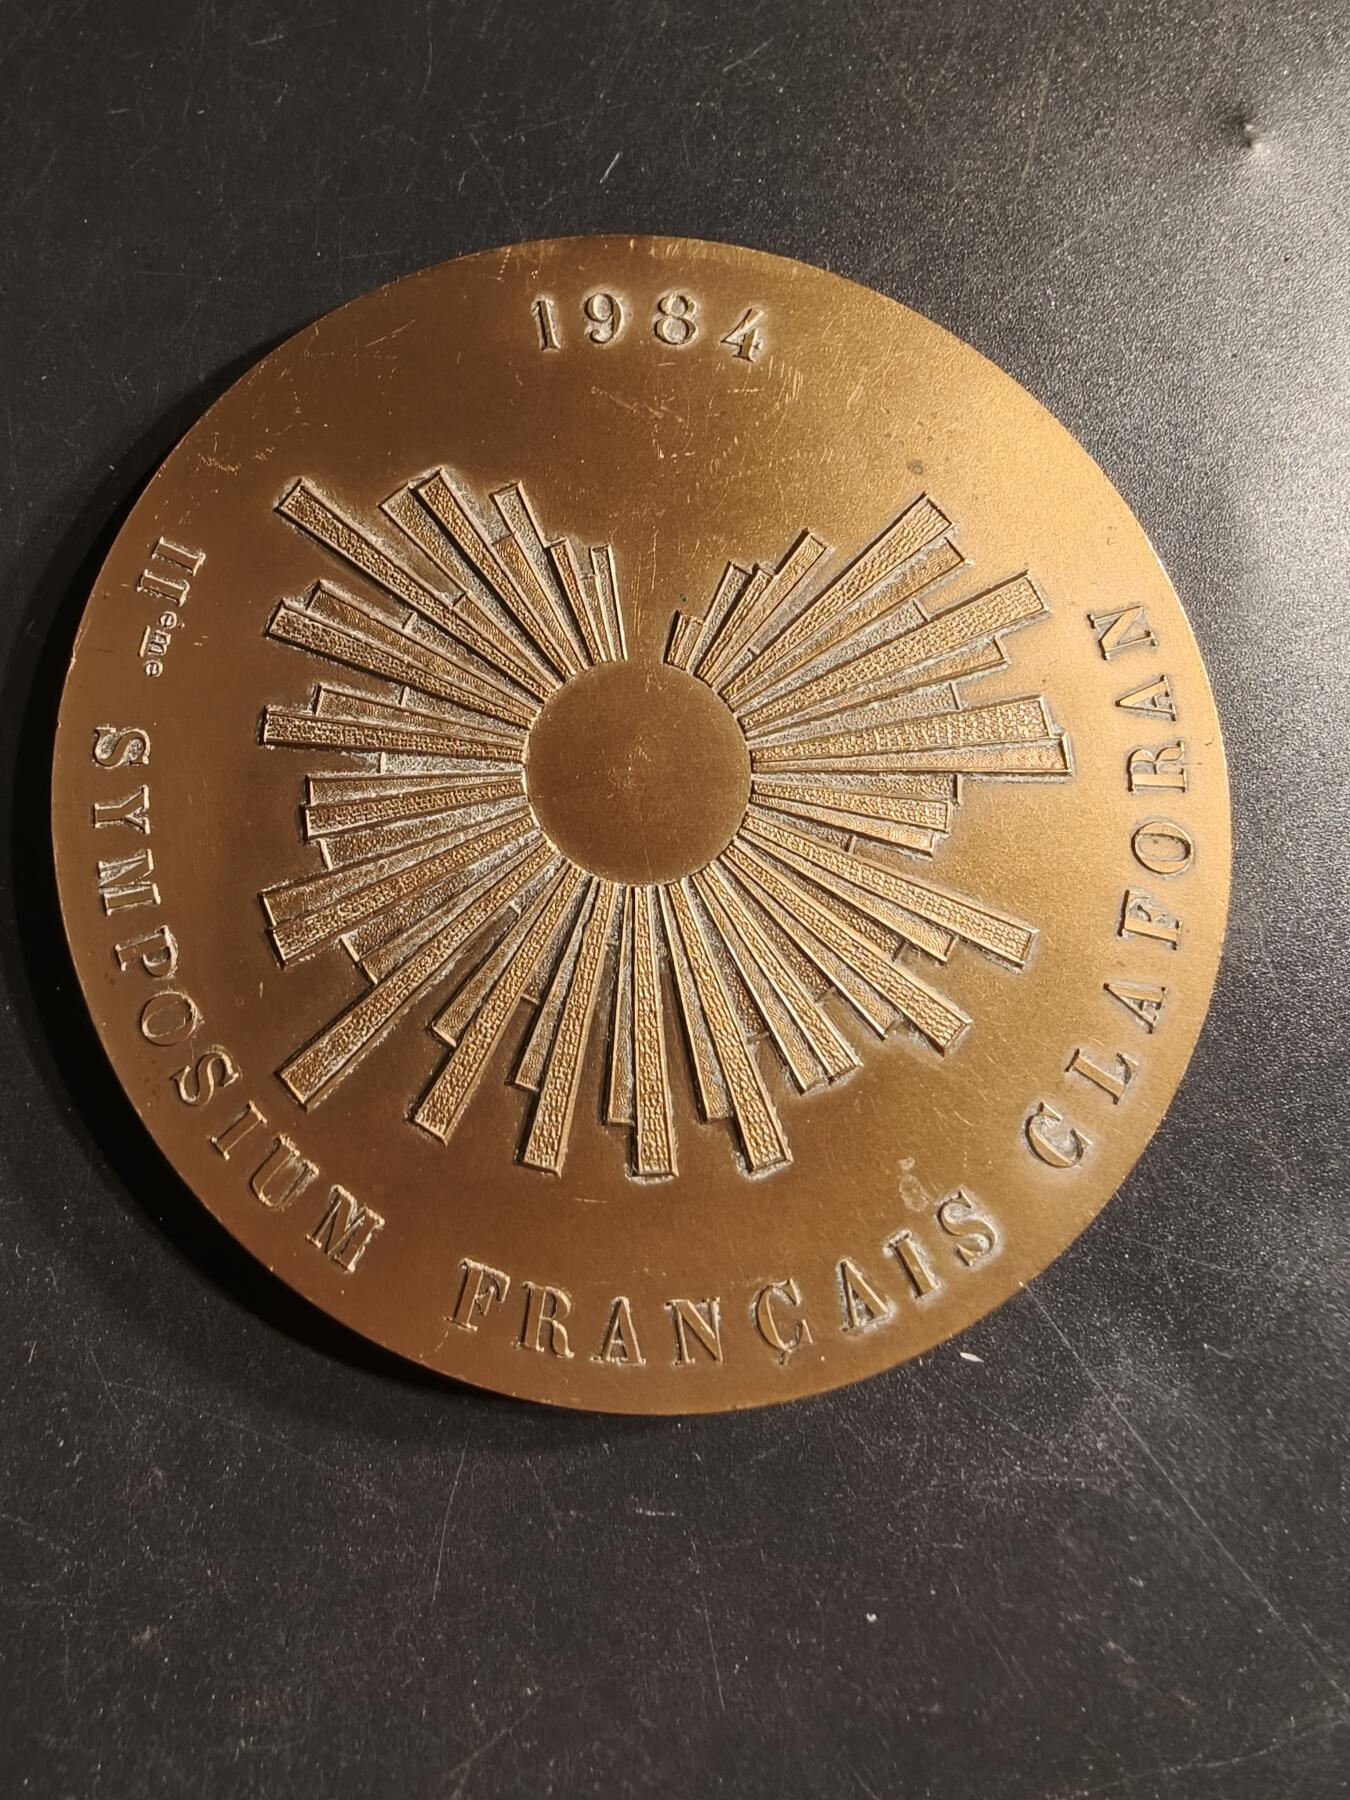 1984
IIème SYMPOSIUM FRANÇAIS CLAFORAN